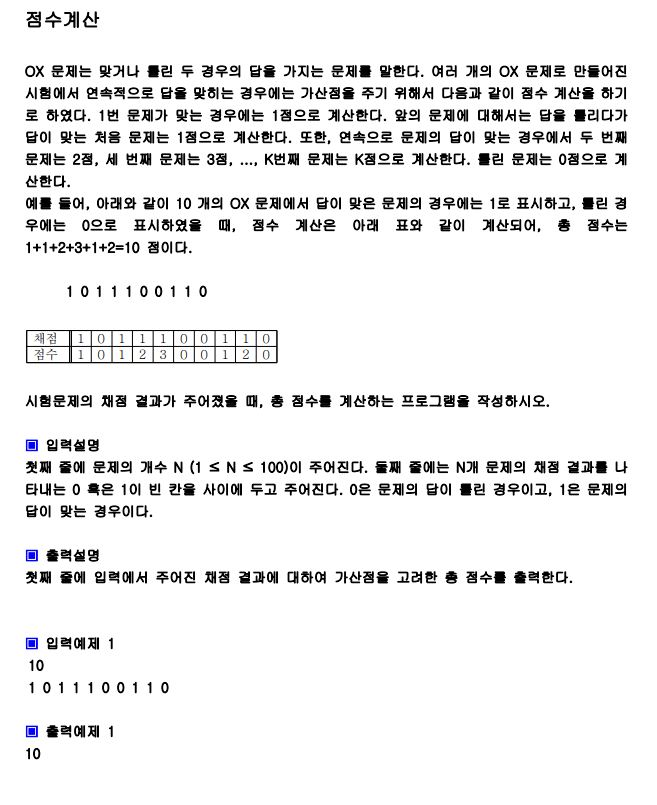 점수계산
OX 문제는 맞거나 틀린 두 경우의 답을 가지는 문제를 말한다. 여러 개의 OX 문제로 만들어진
시험에서 연속적으로 답을 맞히는 경우에는 가산점을 주기 위해서 다음과 같이 점수 계산을 하기
로 하였다. 1번 문제가 맞는 경우에는 1점으로 계산한다. 앞의 문제에 대해서는 답을 틀리다가
답이 맞는 처음 문제는 1점으로 계산한다. 또한, 연속으로 문제의 답이 맞는 경우에서 두 번째
문제는 2점, 세 번째 문제는 3점, ..., K번째 문제는 K점으로 계산한다. 틀린 문제는 0점으로 계
산한다.
예를 들어, 아래와 같이 10 개의 OX 문제에서 답이 맞은 문제의 경우에는 1로 표시하고, 틀린 경
우에는 0으로 표시하였을 때, 점수 계산은 아래 표와 같이 계산되어, 총 점수는
1+1+2+3+1+2=10 점이다.
1 0 1 1 1 0 0 1 1 0
채점 1 0 1 1 1 0 0 1 1 0
점수 1 0 1 2 3 0 0 1 2 0
시험문제의 채점 결과가 주어졌을 때, 총 점수를 계산하는 프로그램을 작성하시오.
▣ 입력설명
첫째 줄에 문제의 개수 N (1 ≤ N ≤ 100)이 주어진다. 둘째 줄에는 N개 문제의 채점 결과를 나
타내는 0 혹은 1이 빈 칸을 사이에 두고 주어진다. 0은 문제의 답이 틀린 경우이고, 1은 문제의
답이 맞는 경우이다.
▣ 출력설명
첫째 줄에 입력에서 주어진 채점 결과에 대하여 가산점을 고려한 총 점수를 출력한다.
▣ 입력예제 1
10
1 0 1 1 1 0 0 1 1 0
▣ 출력예제 1
10